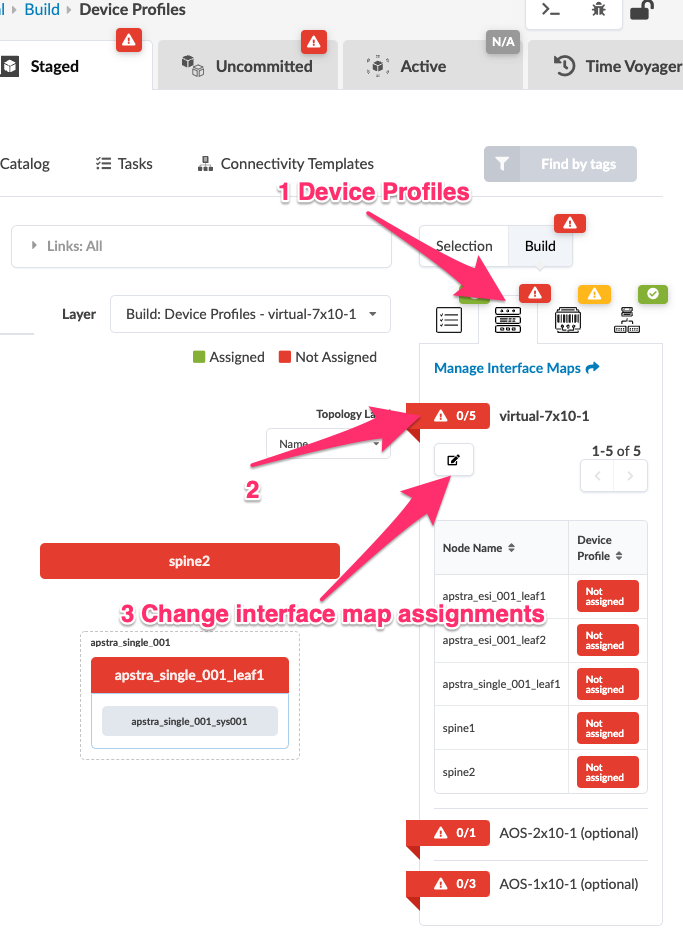 Build Device Profiles
Staged
Uncommitted
N/A
Active
Time Voyager
Catalog
Tasks
Connectivity Templates
Find by tags
1 Device Profiles
Links: All
Selection
Build
Layer
Build: Device Profiles - virtual-7x10-1
Assigned
Not Assigned
Manage Interface Maps
Topology
0/5 virtual-7x10-1
Name
1-5 of 5
2
Node Name
Device
Profile
spine2
apstra_esi_001_leaf1
Not
assigned
3 Change interface map assignments
apstra_esi_001_leaf2
Not
assigned
apstra_single_001
apstra_single_001_leaf1
apstra_single_001_sys001
apstra_single_001_leaf1
Not
assigned
spine1
Not
assigned
spine2
Not
assigned
0/1 AOS-2x10-1 (optional)
0/3 AOS-1x10-1 (optional)